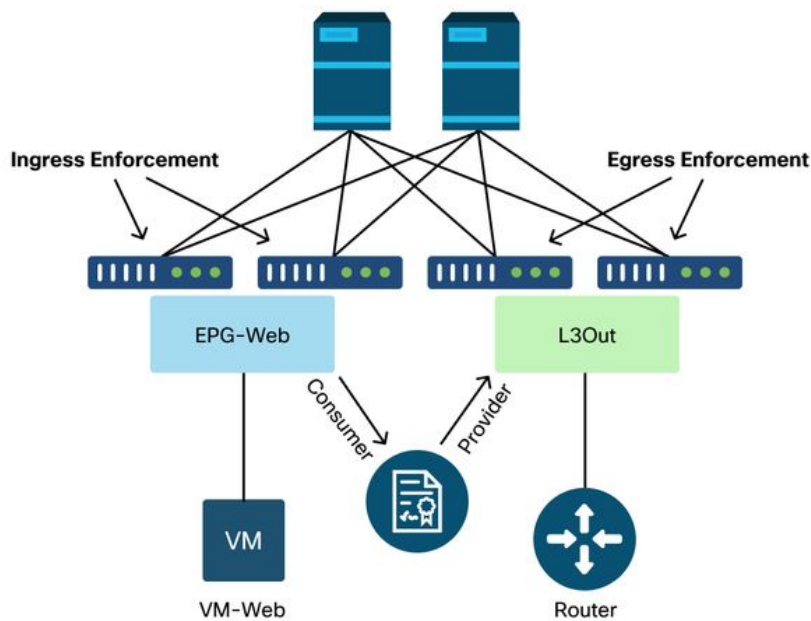 Ingress Enforcement
Egress Enforcement
EPG-Web
L3Out
Consumer
Provider
VM
VM-Web
Router